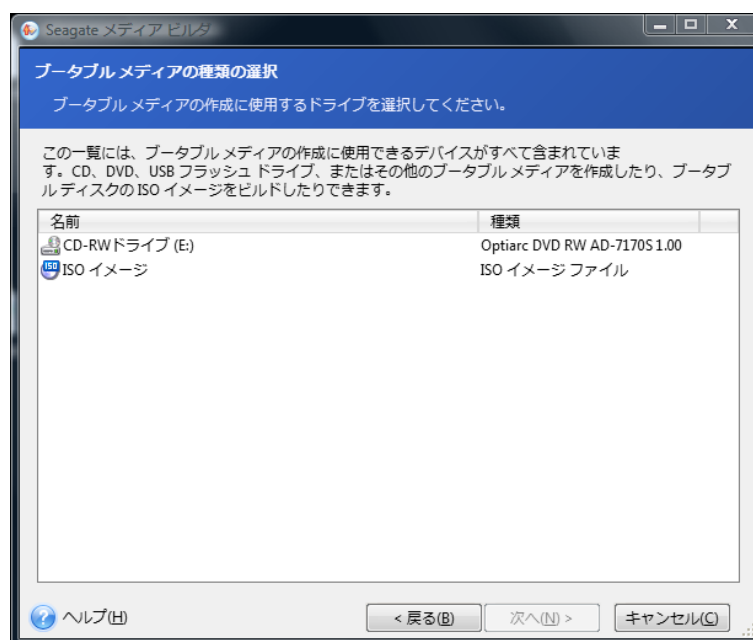 Seagate メディア ビルダ
ブータブル メディアの種類の選択
ブータブル メディアの作成に使用するドライブを選択してください。
この一覧には、ブータブル メディアの作成に使用できるデバイスがすべて含まれていま
す。CD、DVD、USB フラッシュ ドライブ、またはその他のブータブル メディアを作成したり、ブータブ
ル ディスクの ISO イメージをビルドしたりできます。
名前 種類
CD-RWドライブ (E:) Optiarc DVD RW AD-7170S 1.00
ISO イメージ ISO イメージ ファイル
ヘルプ(H) < 戻る(B) 次へ(N) > キャンセル(C)